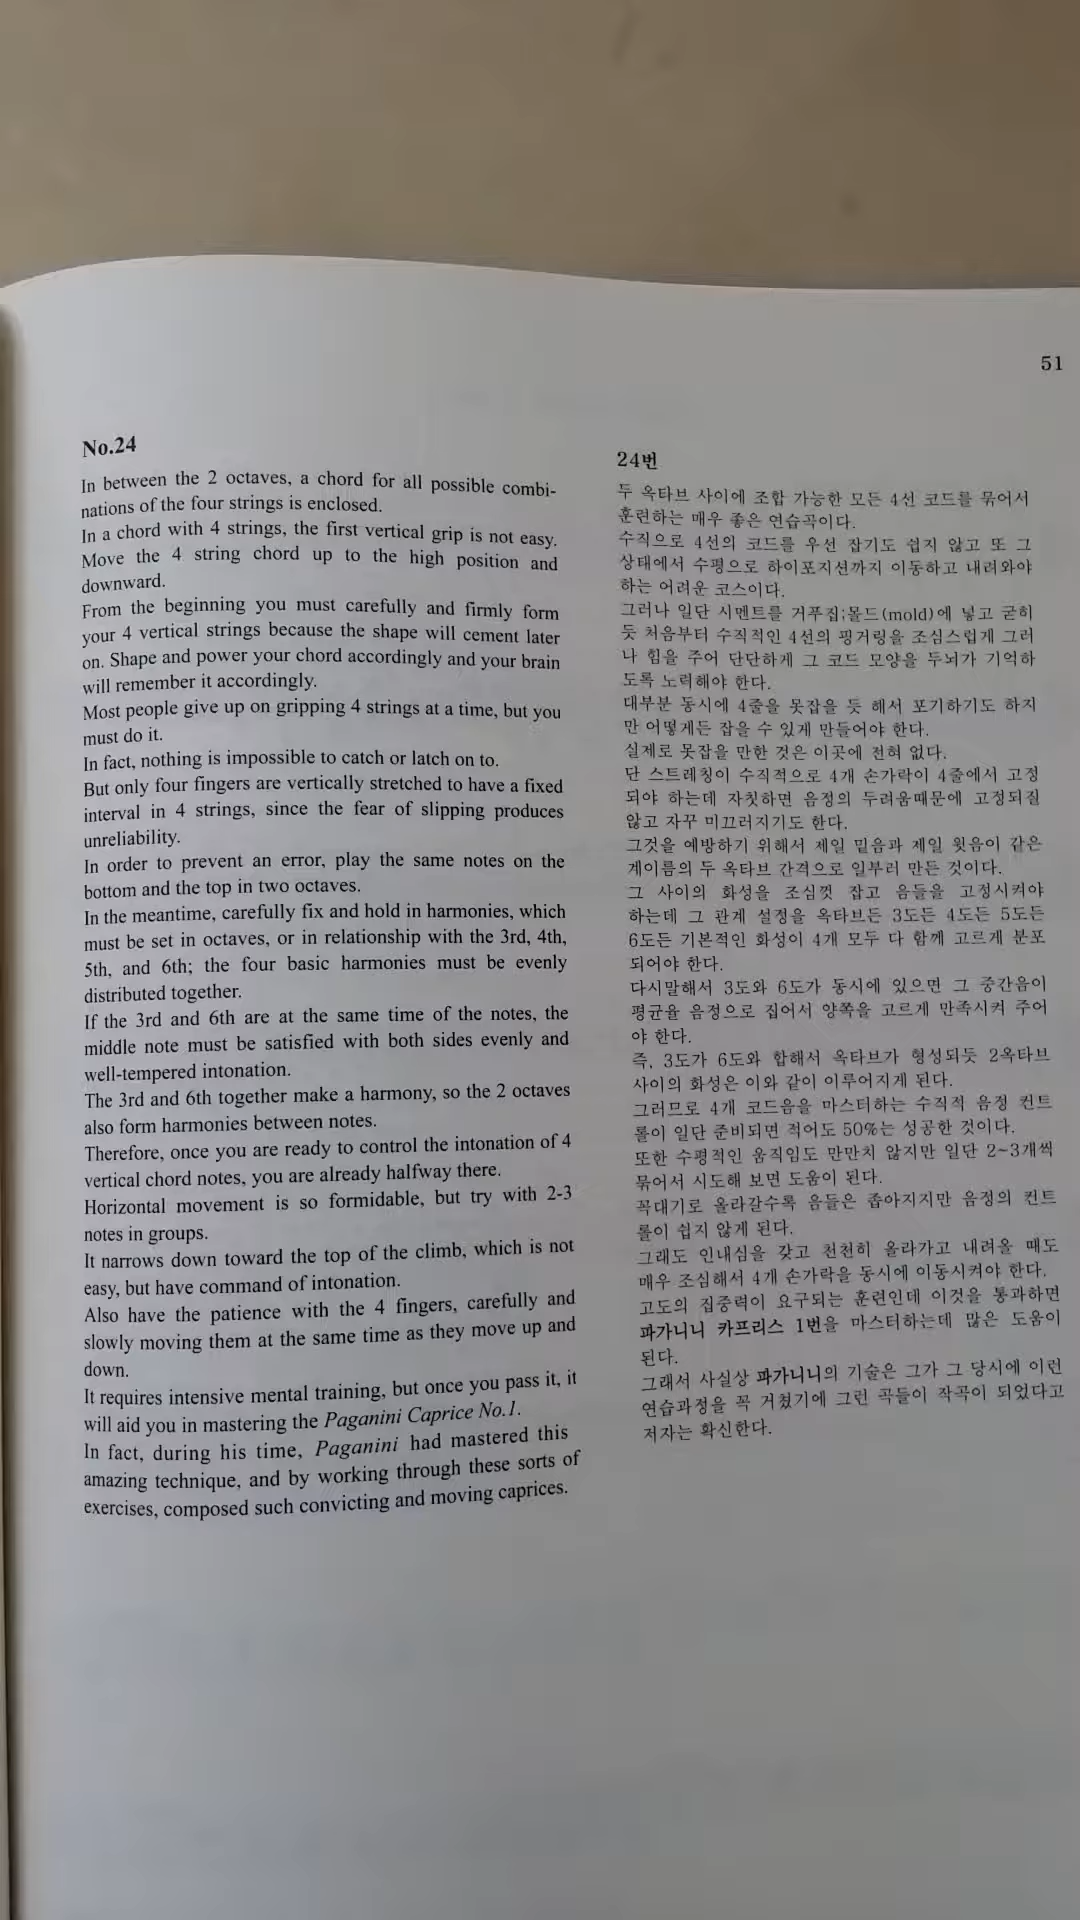 51
No.24
In between the 2 octaves, a chord for all possible combi-
nations of the four strings is enclosed.
In a chord with 4 strings, the first vertical grip is not easy.
Move the 4 string chord up to the high position and
downward.
From the beginning you must carefully and firmly form
your 4 vertical strings because the shape will cement later
on. Shape and power your chord accordingly and your brain
will remember it accordingly.
Most people give up on gripping 4 strings at a time, but you
must do it.
In fact, nothing is impossible to catch or latch on to.
But only four fingers are vertically stretched to have a fixed
interval in 4 strings, since the fear of slipping produces
unreliability.
In order to prevent an error, play the same notes on the
bottom and the top in two octaves.
In the meantime, carefully fix and hold in harmonies, which
must be set in octaves, or in relationship with the 3rd, 4th,
5th, and 6th; the four basic harmonies must be evenly
distributed together.
If the 3rd and 6th are at the same time of the notes, the
middle note must be satisfied with both sides evenly and
well-tempered intonation.
The 3rd and 6th together make a harmony, so the 2 octaves
also form harmonies between notes.
Therefore, once you are ready to control the intonation of 4
vertical chord notes, you are already halfway there.
Horizontal movement is so formidable, but try with 2-3
notes in groups.
It narrows down toward the top of the climb, which is not
easy, but have command of intonation.
Also have the patience with the 4 fingers, carefully and
slowly moving them at the same time as they move up and
down.
It requires intensive mental training, but once you pass it, it
will aid you in mastering the Paganini Caprice No.1.
In fact, during his time, Paganini had mastered this
amazing technique, and by working through these sorts of
exercises, composed such convicting and moving caprices.
24번
두 옥타브 사이에 조합 가능한 모든 4선 코드를 묶어서
훈련하는 매우 좋은 연습곡이다.
수직으로 4선의 코드를 우선 잡기도 쉽지 않고 또 그
상태에서 수평으로 하이포지션까지 이동하고 내려와야
하는 어려운 코스이다.
그러나 일단 시멘트를 거푸집;몰드(mold)에 넣고 굳히
듯 처음부터 수직적인 4선의 핑거링을 조심스럽게 그러
나 힘을 주어 단단하게 그 코드 모양을 두뇌가 기억하
도록 노력해야 한다.
대부분 동시에 4줄을 못잡을 듯 해서 포기하기도 하지
만 어떻게든 잡을 수 있게 만들어야 한다.
실제로 못잡을 만한 것은 이곳에 전혀 없다.
단 스트레칭이 수직적으로 4개 손가락이 4줄에서 고정
되야 하는데 자칫하면 음정의 두려움때문에 고정되질
않고 자꾸 미끄러지기도 한다.
그것을 예방하기 위해서 제일 밑음과 제일 윗음이 같은
계이름의 두 옥타브 간격으로 일부러 만든 것이다.
그 사이의 화성을 조심껏 잡고 음들을 고정시켜야
하는데 그 관계 설정을 옥타브든 3도든 4도든 5도든
6도든 기본적인 화성이 4개 모두 다 함께 고르게 분포
되어야 한다.
다시말해서 3도와 6도가 동시에 있으면 그 중간음이
평균율 음정으로 집어서 양쪽을 고르게 만족시켜 주어
야 한다.
즉, 3도가 6도와 합해서 옥타브가 형성되듯 2옥타브
사이의 화성은 이와 같이 이루어지게 된다.
그러므로 4개 코드음을 마스터하는 수직적 음정 컨트
롤이 일단 준비되면 적어도 50%는 성공한 것이다.
또한 수평적인 움직임도 만만치 않지만 일단 2~3개씩
묶어서 시도해 보면 도움이 된다.
꼭대기로 올라갈수록 음들은 좁아지지만 음정의 컨트
롤이 쉽지 않게 된다.
그래도 인내심을 갖고 천천히 올라가고 내려올 때도
매우 조심해서 4개 손가락을 동시에 이동시켜야 한다.
고도의 집중력이 요구되는 훈련인데 이것을 통과하면
파가니니 카프리스 1번을 마스터하는데 많은 도움이
된다.
그래서 사실상 파가니니의 기술은 그가 그 당시에 이런
연습과정을 꼭 거쳤기에 그런 곡들이 작곡이 되었다고
저자는 확신한다.